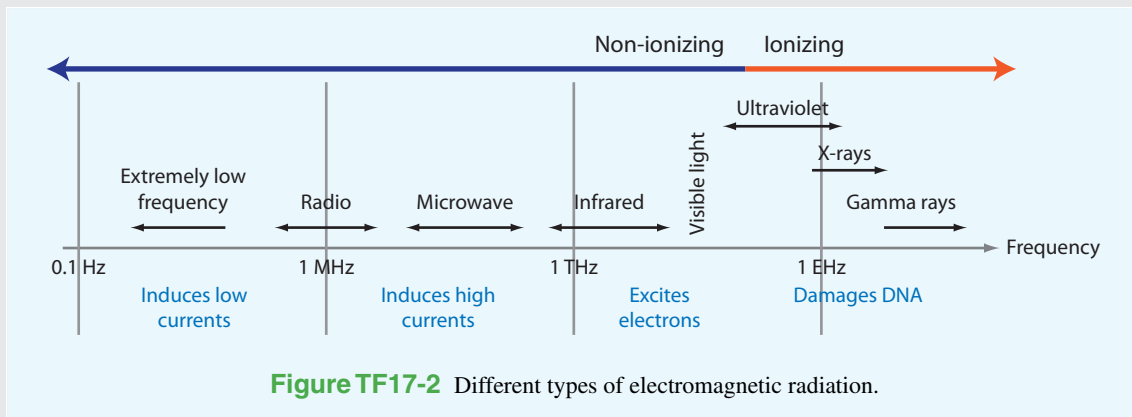 Non-ionizing Ionizing
Ultraviolet
X-rays
Visible light
Extremely low
frequency
Radio
Microwave
Infrared
Gamma rays
Frequency
0.1 Hz
1 MHz
1 THz
1 EHz
Induces low
currents
Induces high
currents
Excites
electrons
Damages DNA
Figure TF17-2 Different types of electromagnetic radiation.